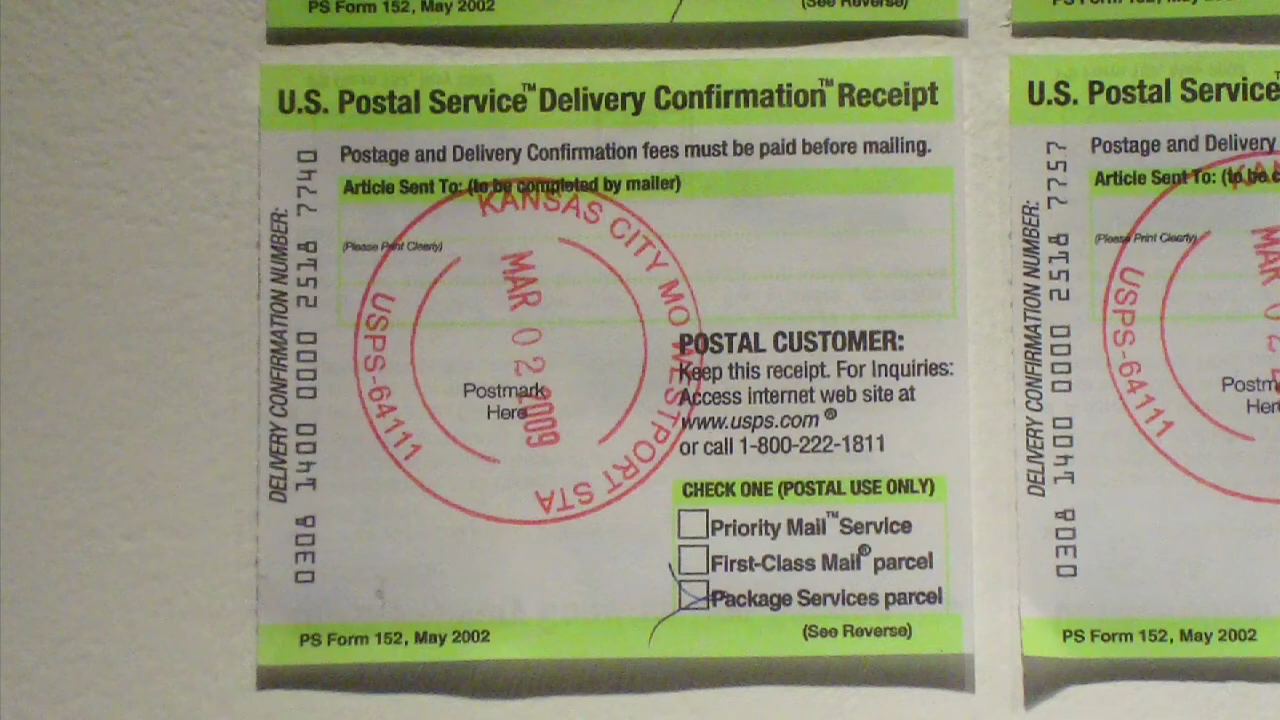 PS Form 152, May 2002
(See Reverse)
U.S. Postal Service™ Delivery Confirmation™ Receipt
Postage and Delivery Confirmation fees must be paid before mailing.
Article Sent To: (to be completed by mailer)
(Please Print Clearly)
DELIVERY CONFIRMATION NUMBER:
0308 1400 0000 2518 7740
KANSAS CITY MO WESTPORT STA
USPS-64111
MAR 02 2009
Postmark
Here
POSTAL CUSTOMER:
Keep this receipt. For Inquiries:
Access internet web site at
www.usps.com ®
or call 1-800-222-1811
CHECK ONE (POSTAL USE ONLY)
Priority Mail™ Service
First-Class Mail® parcel
Package Services parcel
PS Form 152, May 2002
(See Reverse)
U.S. Postal Service
Postage and Delivery
Article Sent To: (to be
(Please Print Clearly)
DELIVERY CONFIRMATION NUMBER:
0308 1400 0000 2518 7757
USPS-64111
MAR
PS Form 152, May 2002